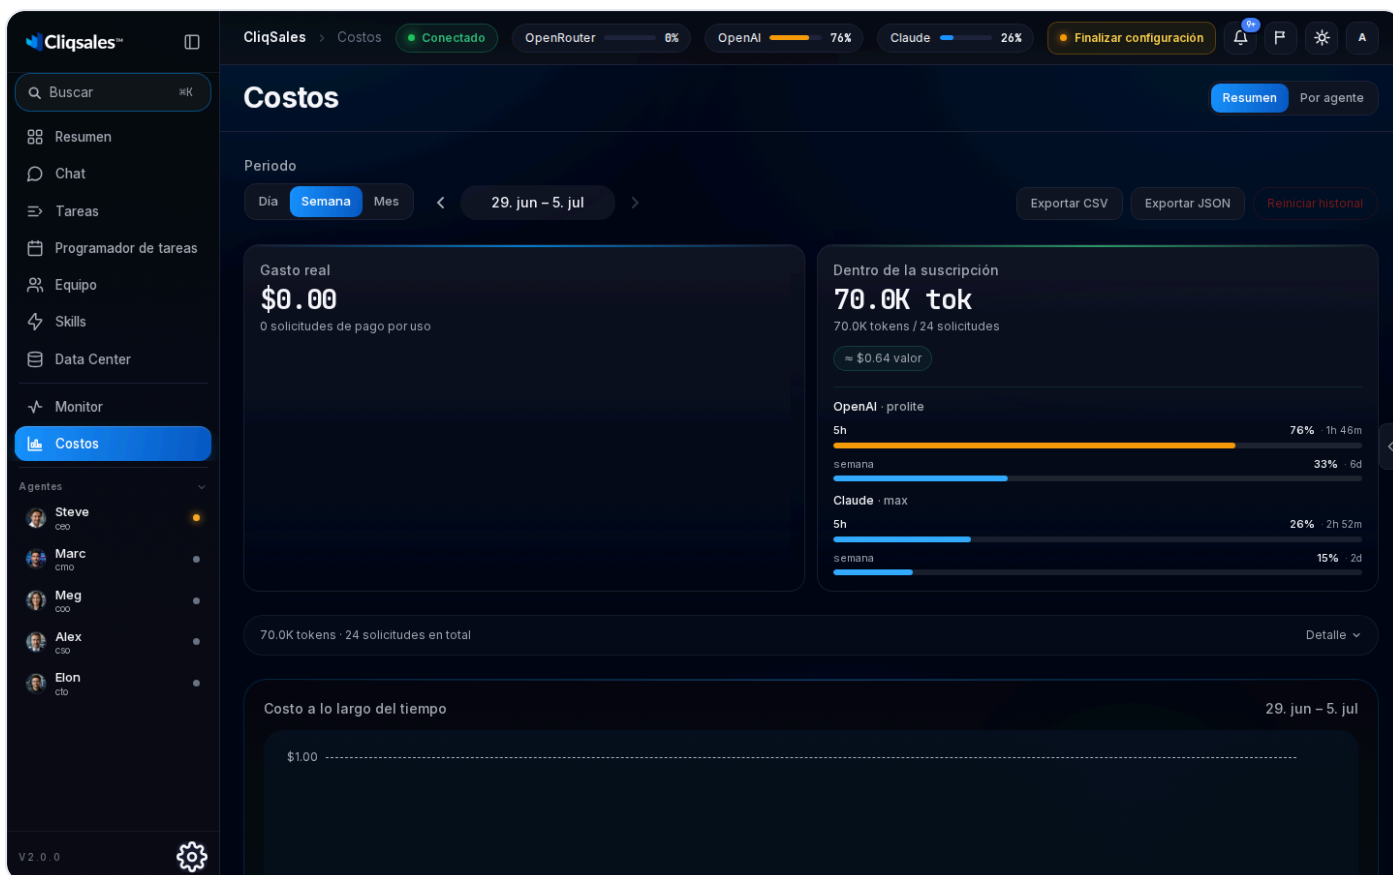 Cliqsales™
Buscar ⌘K
Resumen
Chat
Tareas
Programador de tareas
Equipo
Skills
Data Center
Monitor
Costos
Agentes
Steve
ceo
Marc
cmo
Meg
coo
Alex
cso
Elon
cto
V2.0.0
CliqSales > Costos
Conectado
OpenRouter 0%
OpenAI 76%
Claude 26%
Finalizar configuración
9+
A
Costos
Resumen Por agente
Periodo
Día Semana Mes
29. jun – 5. jul
Exportar CSV
Exportar JSON
Reiniciar historial
Gasto real
$0.00
0 solicitudes de pago por uso
Dentro de la suscripción
70.0K tok
70.0K tokens / 24 solicitudes
≈ $0.64 valor
OpenAI · prolite
5h 76% · 1h 46m
semana 33% · 6d
Claude · max
5h 26% · 2h 52m
semana 15% · 2d
70.0K tokens · 24 solicitudes en total Detalle
Costo a lo largo del tiempo 29. jun – 5. jul
$1.00